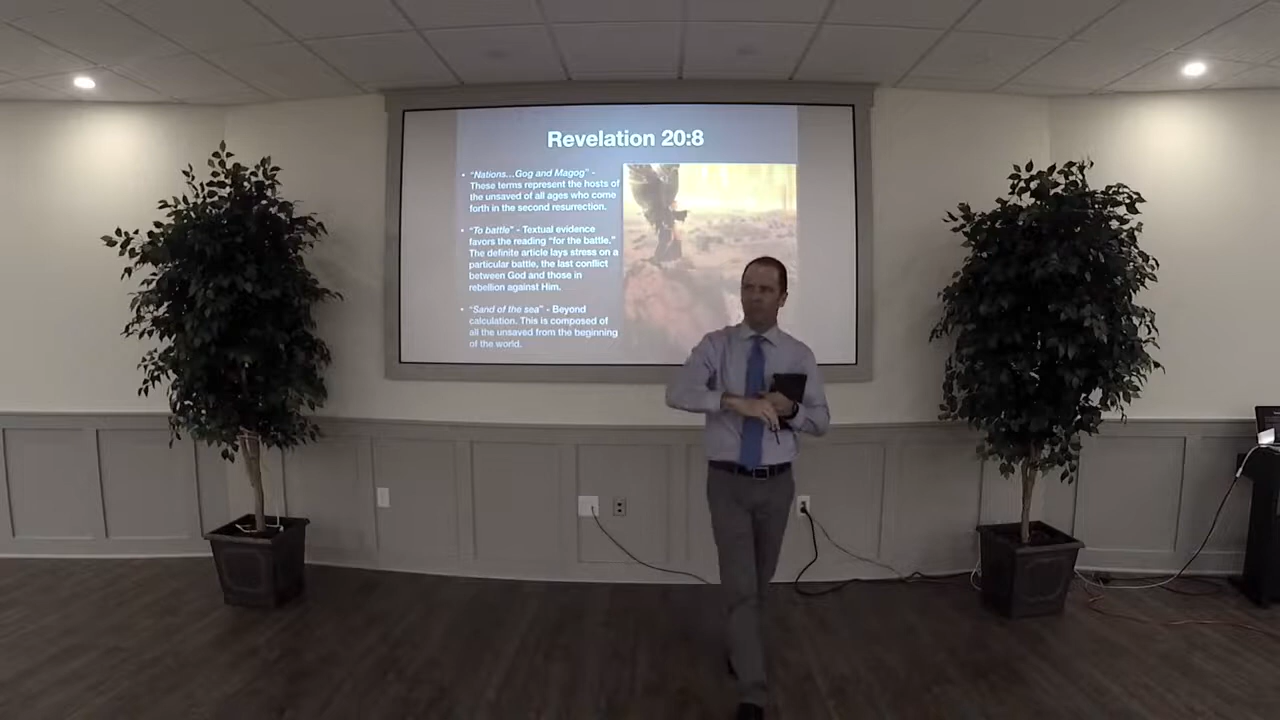 Revelation 20:8
• “Nations...Gog and Magog” -
These terms represent the hosts of
the unsaved of all ages who come
forth in the second resurrection.
• “To battle” - Textual evidence
favors the reading “for the battle.”
The definite article lays stress on a
particular battle, the last conflict
between God and those in
rebellion against Him.
• “Sand of the sea” - Beyond
calculation. This is composed of
all the unsaved from the beginning
of the world.